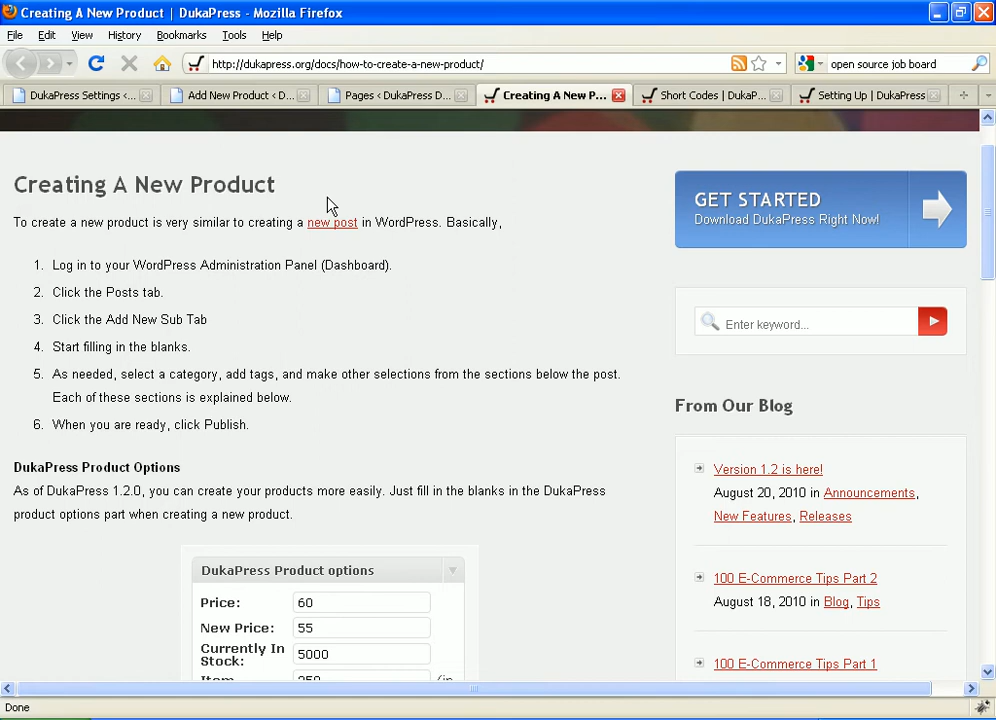 Creating A New Product | DukaPress - Mozilla Firefox
File Edit View History Bookmarks Tools Help
http://dukapress.org/docs/how-to-create-a-new-product/
open source job board
DukaPress Settings <...
Add New Product < D...
Pages < DukaPress D...
Creating A New P...
Short Codes | DukaP...
Setting Up | DukaPress
Creating A New Product
To create a new product is very similar to creating a new post in WordPress. Basically,
1. Log in to your WordPress Administration Panel (Dashboard).
2. Click the Posts tab.
3. Click the Add New Sub Tab
4. Start filling in the blanks.
5. As needed, select a category, add tags, and make other selections from the sections below the post.
Each of these sections is explained below.
6. When you are ready, click Publish.
DukaPress Product Options
As of DukaPress 1.2.0, you can create your products more easily. Just fill in the blanks in the DukaPress
product options part when creating a new product.
DukaPress Product options
Price: 60
New Price: 55
Currently In
Stock: 5000
GET STARTED
Download DukaPress Right Now!
Enter keyword...
From Our Blog
Version 1.2 is here!
August 20, 2010 in Announcements,
New Features, Releases
100 E-Commerce Tips Part 2
August 18, 2010 in Blog, Tips
100 E-Commerce Tips Part 1
Done